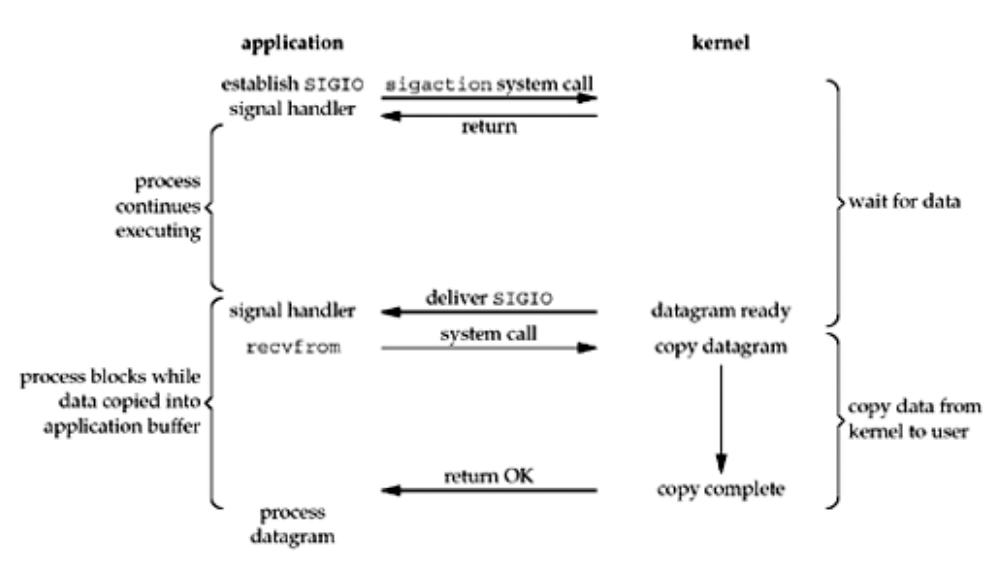 application
kernel
establish SIGIO
signal handler
sigaction system call
return
process
continues
executing
wait for data
signal handler
deliver SIGIO
datagram ready
recvfrom
system call
copy datagram
process blocks while
data copied into
application buffer
copy data from
kernel to user
return OK
copy complete
process
datagram